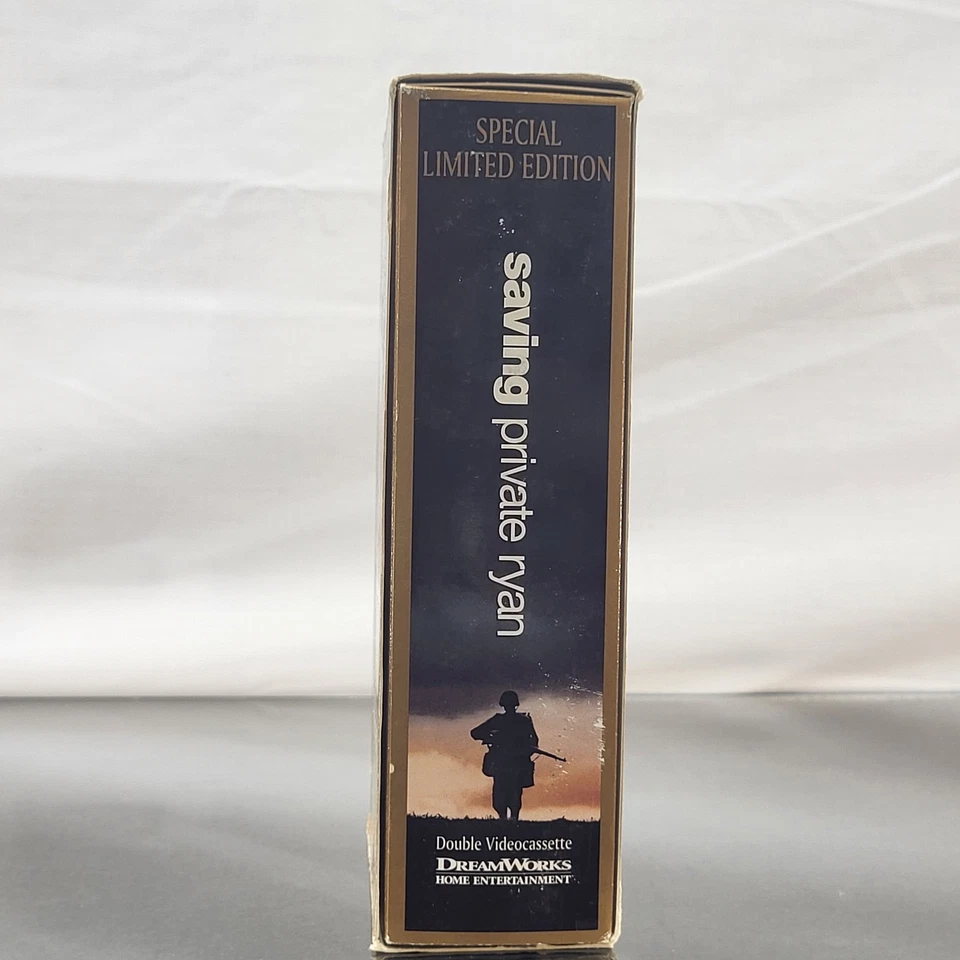 SPECIAL
LIMITED EDITION
saving private ryan
Double Videocassette
DREAMWORKS
HOME ENTERTAINMENT